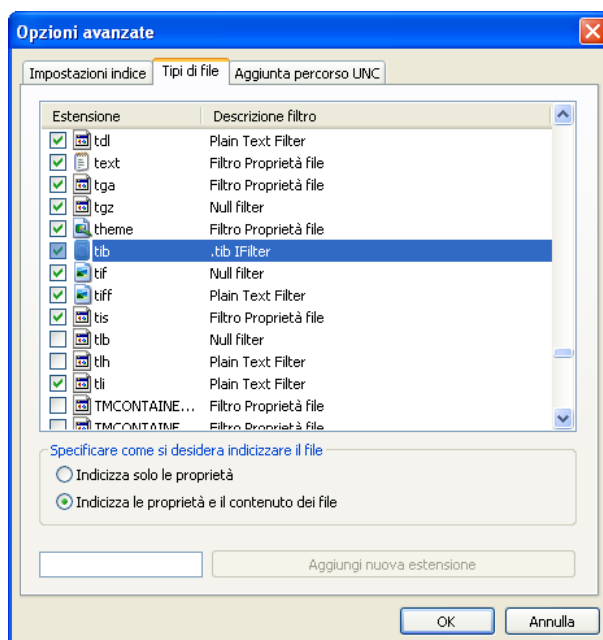 Opzioni avanzate
Impostazioni indice Tipi di file Aggiunta percorso UNC
Estensione Descrizione filtro
tdl Plain Text Filter
text Filtro Proprietà file
tga Filtro Proprietà file
tgz Null filter
theme Filtro Proprietà file
tib .tib IFilter
tif Null filter
tiff Plain Text Filter
tis Filtro Proprietà file
tlb Null filter
tlh Plain Text Filter
tli Plain Text Filter
TMCONTAINE... Filtro Proprietà file
TMCONTAINE... Filtro Proprietà file
Specificare come si desidera indicizzare il file
Indicizza solo le proprietà
Indicizza le proprietà e il contenuto dei file
Aggiungi nuova estensione
OK Annulla